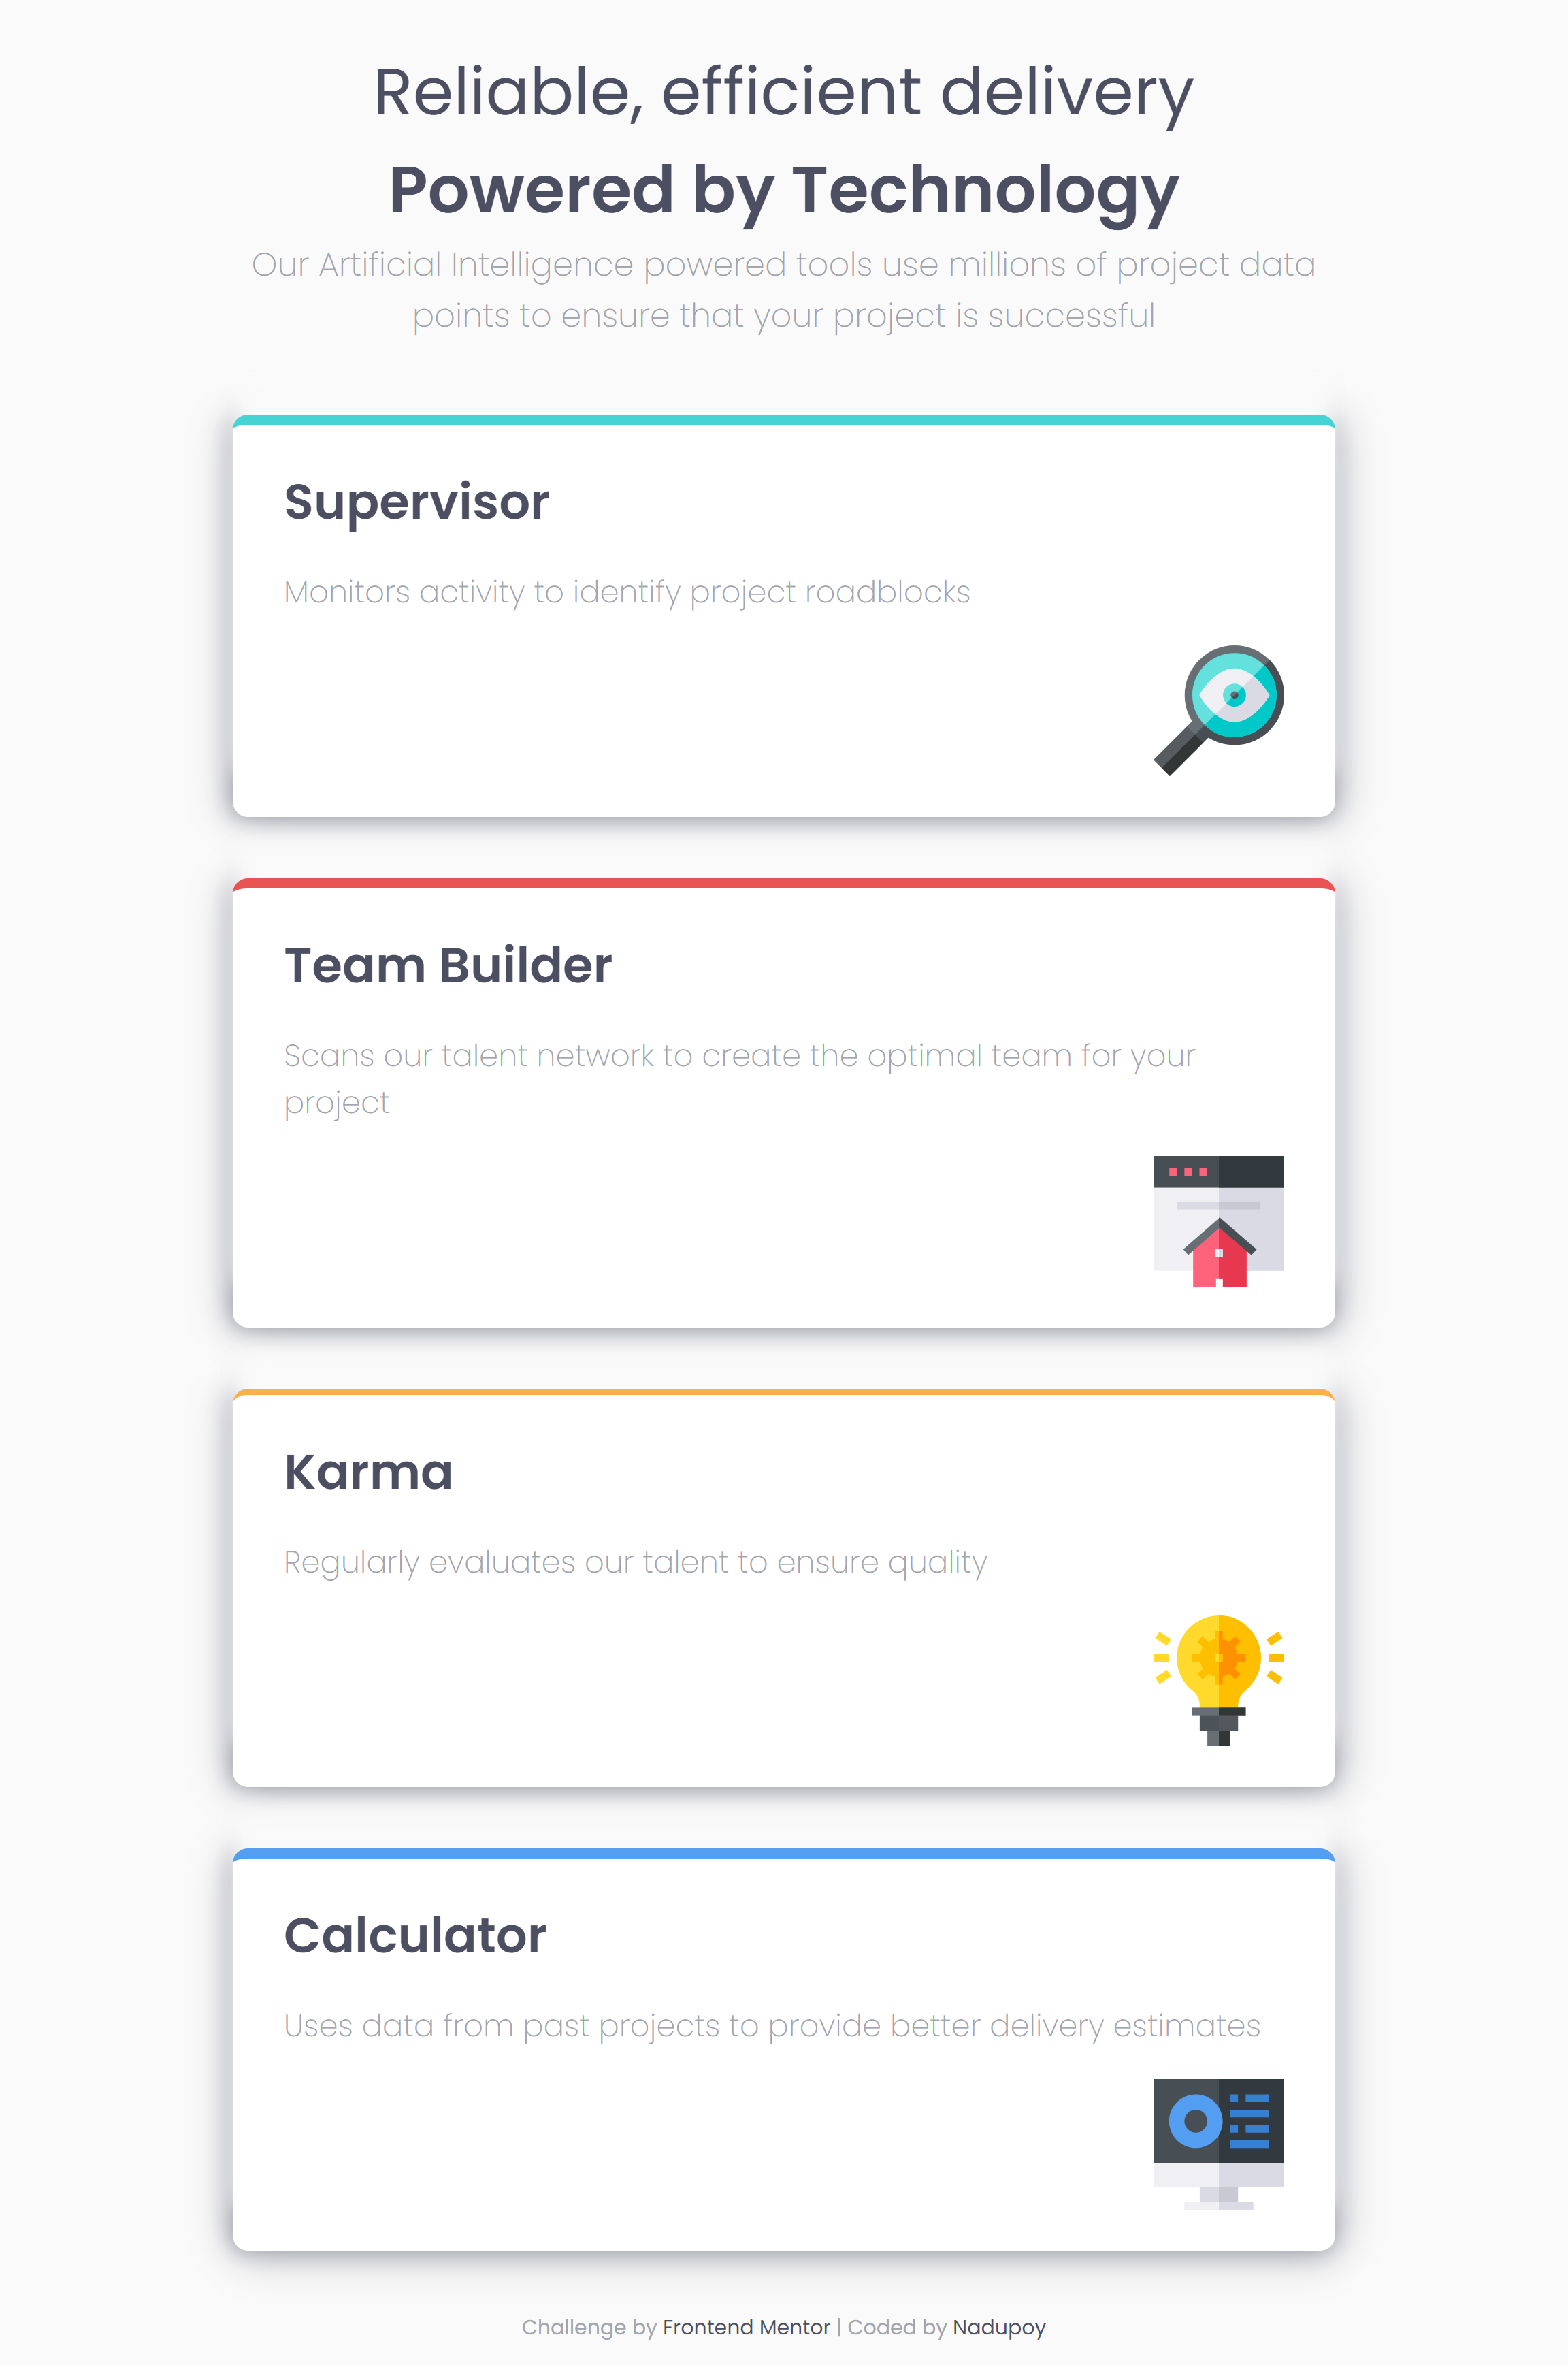 Reliable, efficient delivery
Powered by Technology
Our Artificial Intelligence powered tools use millions of project data
points to ensure that your project is successful
Supervisor
Monitors activity to identify project roadblocks
Team Builder
Scans our talent network to create the optimal team for your
project
Karma
Regularly evaluates our talent to ensure quality
Calculator
Uses data from past projects to provide better delivery estimates
Challenge by Frontend Mentor | Coded by Nadupoy